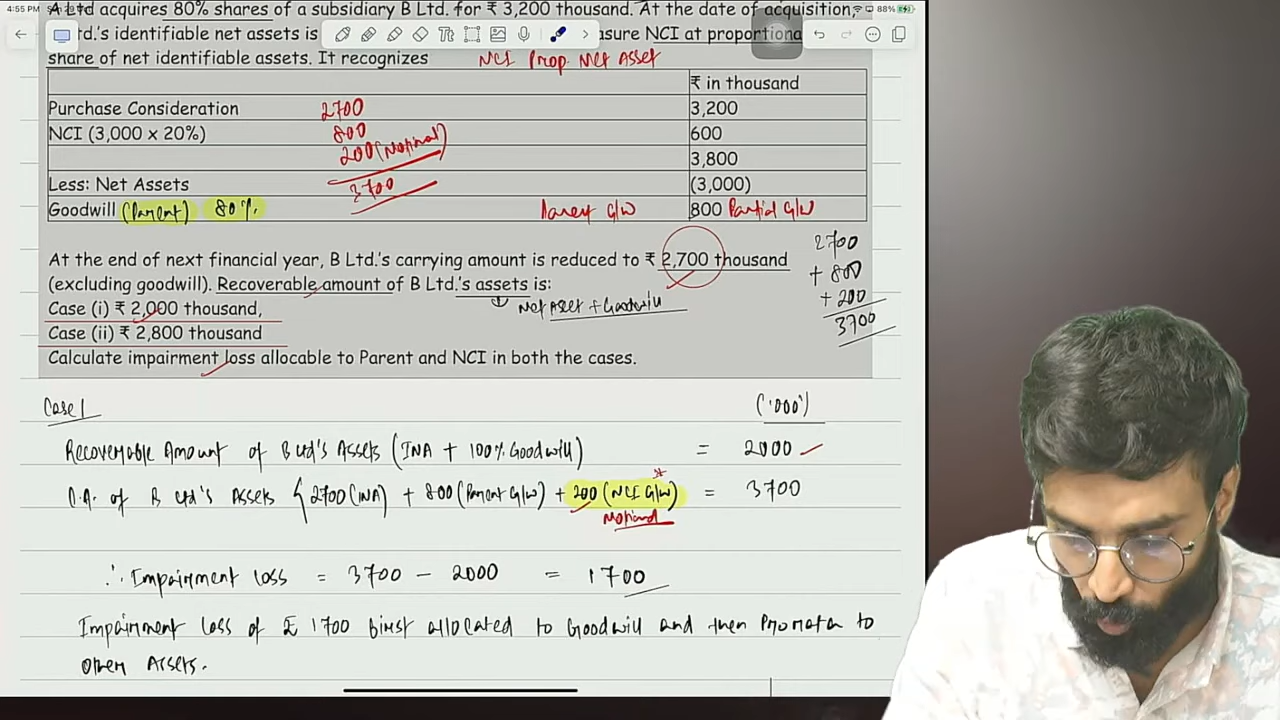 4:55 PM
88%
A Ltd acquires 80% shares of a subsidiary B Ltd. for ₹ 3,200 thousand. At the date of acquisition,
rd.'s identifiable net assets is
asure NCI at proportiona
share of net identifiable assets. It recognizes NCI Prop. Net Asset
₹ in thousand
Purchase Consideration 2700 3,200
NCI (3,000 x 20%) 800 600
200 (Notional) 3,800
Less: Net Assets 3700 (3,000)
Goodwill (Parent) 80% Parent G/W 800 Partial G/W
2700
+ 800
+ 200
3700
At the end of next financial year, B Ltd.'s carrying amount is reduced to ₹ 2,700 thousand
(excluding goodwill). Recoverable amount of B Ltd.'s assets is:
Net Asset + Goodwill
Case (i) ₹ 2,000 thousand,
Case (ii) ₹ 2,800 thousand
Calculate impairment loss allocable to Parent and NCI in both the cases.
Case 1 ('000')
Recoverable Amount of B Ltd's Assets (INA + 100% Goodwill) = 2000
C.A. of B Ltd's Assets { 2700 (INA) + 800 (Parent G/W) + 200 (NCI G/W) = 3700
Notional
∴ Impairment loss = 3700 - 2000 = 1700
Impairment loss of ₹ 1700 first allocated to Goodwill and then Prorata to
Other Assets.